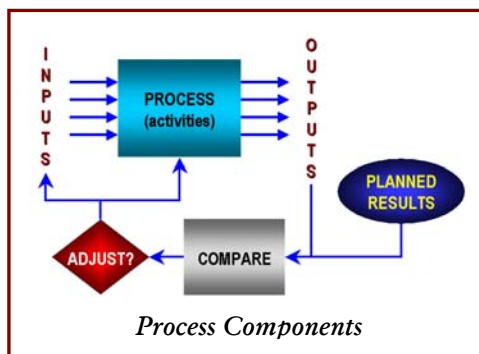 INPUTS
PROCESS
(activities)
OUTPUTS
PLANNED
RESULTS
ADJUST?
COMPARE
Process Components